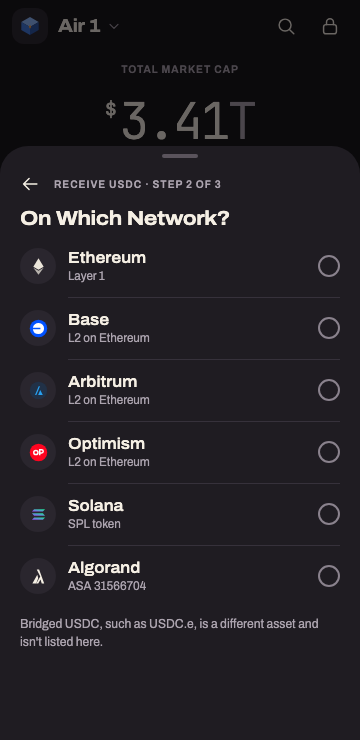 Air 1
TOTAL MARKET CAP
$3.41T
RECEIVE USDC · STEP 2 OF 3
On Which Network?
Ethereum
Layer 1
Base
L2 on Ethereum
Arbitrum
L2 on Ethereum
OP
Optimism
L2 on Ethereum
Solana
SPL token
Algorand
ASA 31566704
Bridged USDC, such as USDC.e, is a different asset and
isn't listed here.